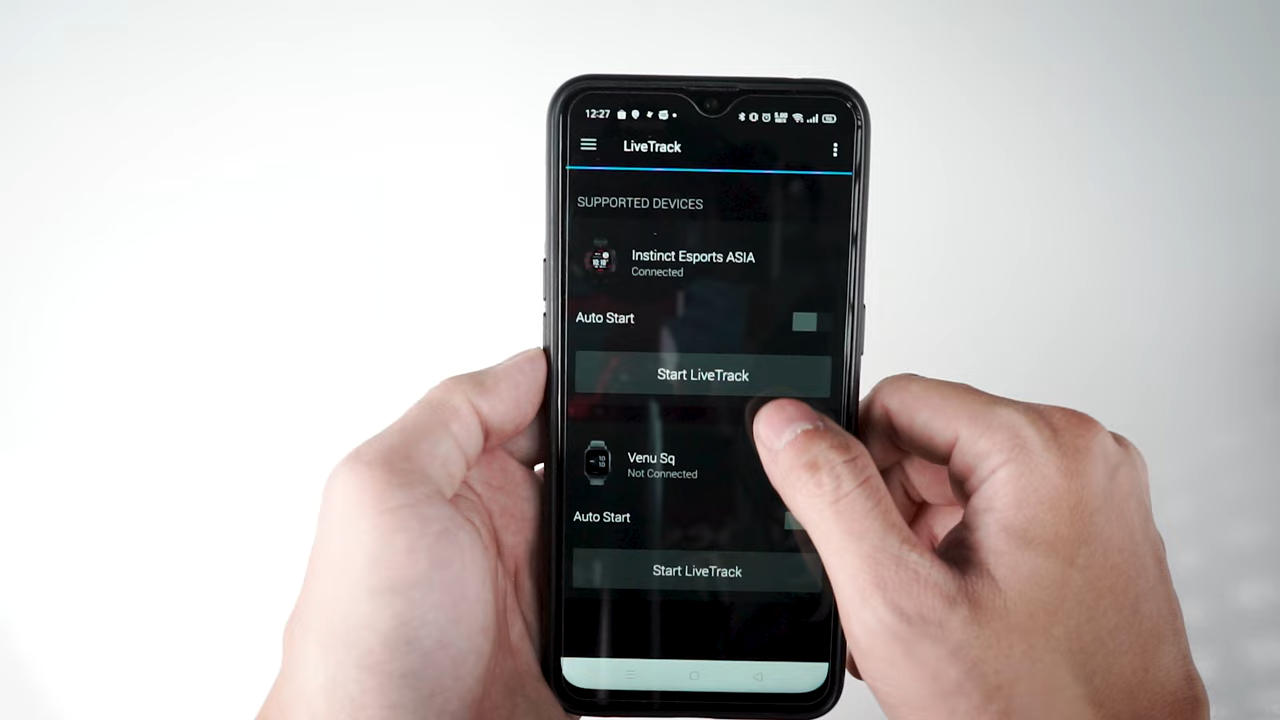 12:27
LiveTrack
SUPPORTED DEVICES
Instinct Esports ASIA
Connected
Auto Start
Start LiveTrack
Venu Sq
Not Connected
Auto Start
Start LiveTrack